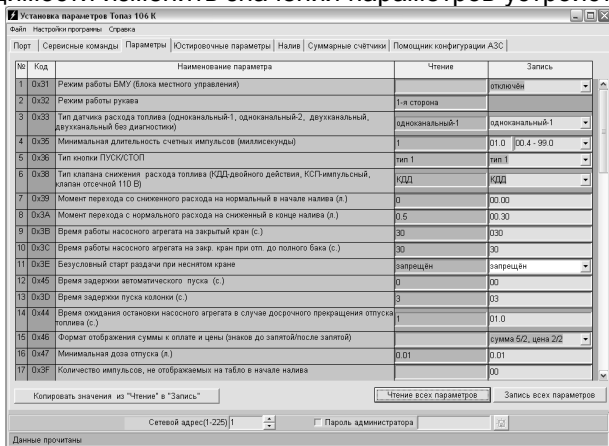 димости изменить значения параметров устройст
Установка параметров Топаз 106 К
Файл Настройки программы Справка
Порт Сервисные команды Параметры Юстировочные параметры Налив Суммарные счётчики Помощник конфигурации АЗС
№ Код Наименование параметра Чтение Запись
1 0x31 Режим работы БМУ (блока местного управления) отключён
2 0x32 Режим работы рукава 1-я сторона
3 0x33 Тип датчика расхода топлива (одноканальный-1, одноканальный-2, двухканальный, двухканальный без диагностики) одноканальный-1 одноканальный-1
4 0x35 Минимальная длительность счетных импульсов (миллисекунды) 1 01.0 00.4 - 99.0
5 0x36 Тип кнопки ПУСК/СТОП тип 1 тип 1
6 0x38 Тип клапана снижения расхода топлива (КДД-двойного действия, КСП-импульсный, клапан отсечной 110 В) КДД КДД
7 0x39 Момент перехода со сниженного расхода на нормальный в начале налива (л.) 0 00.00
8 0x3A Момент перехода с нормального расхода на сниженный в конце налива (л.) 0.5 00.30
9 0x3B Время работы насосного агрегата на закрытый кран (с.) 30 030
10 0x3C Время работы насосного агрегата на закр. кран при отп. до полного бака (с.) 30 30
11 0x3E Безусловный старт раздачи при неснятом кране запрещён запрещён
12 0x45 Время задержки автоматического пуска (с.) 0 00
13 0x3D Время задержки пуска колонки (с.) 3 03
14 0x44 Время ожидания остановки насосного агрегата в случае досрочного прекращения отпуска топлива (с.) 1 01.0
15 0x46 Формат отображения суммы к оплате и цены (знаков до запятой/после запятой) сумма 5/2, цена 2/2
16 0x47 Минимальная доза отпуска (л.) 0.01 0.01
17 0x3F Количество импульсов, не отображаемых на табло в начале налива 00
Копировать значения из "Чтение" в "Запись" Чтение всех параметров Запись всех параметров
Сетевой адрес(1-225) 1 Пароль администратора
Данные прочитаны